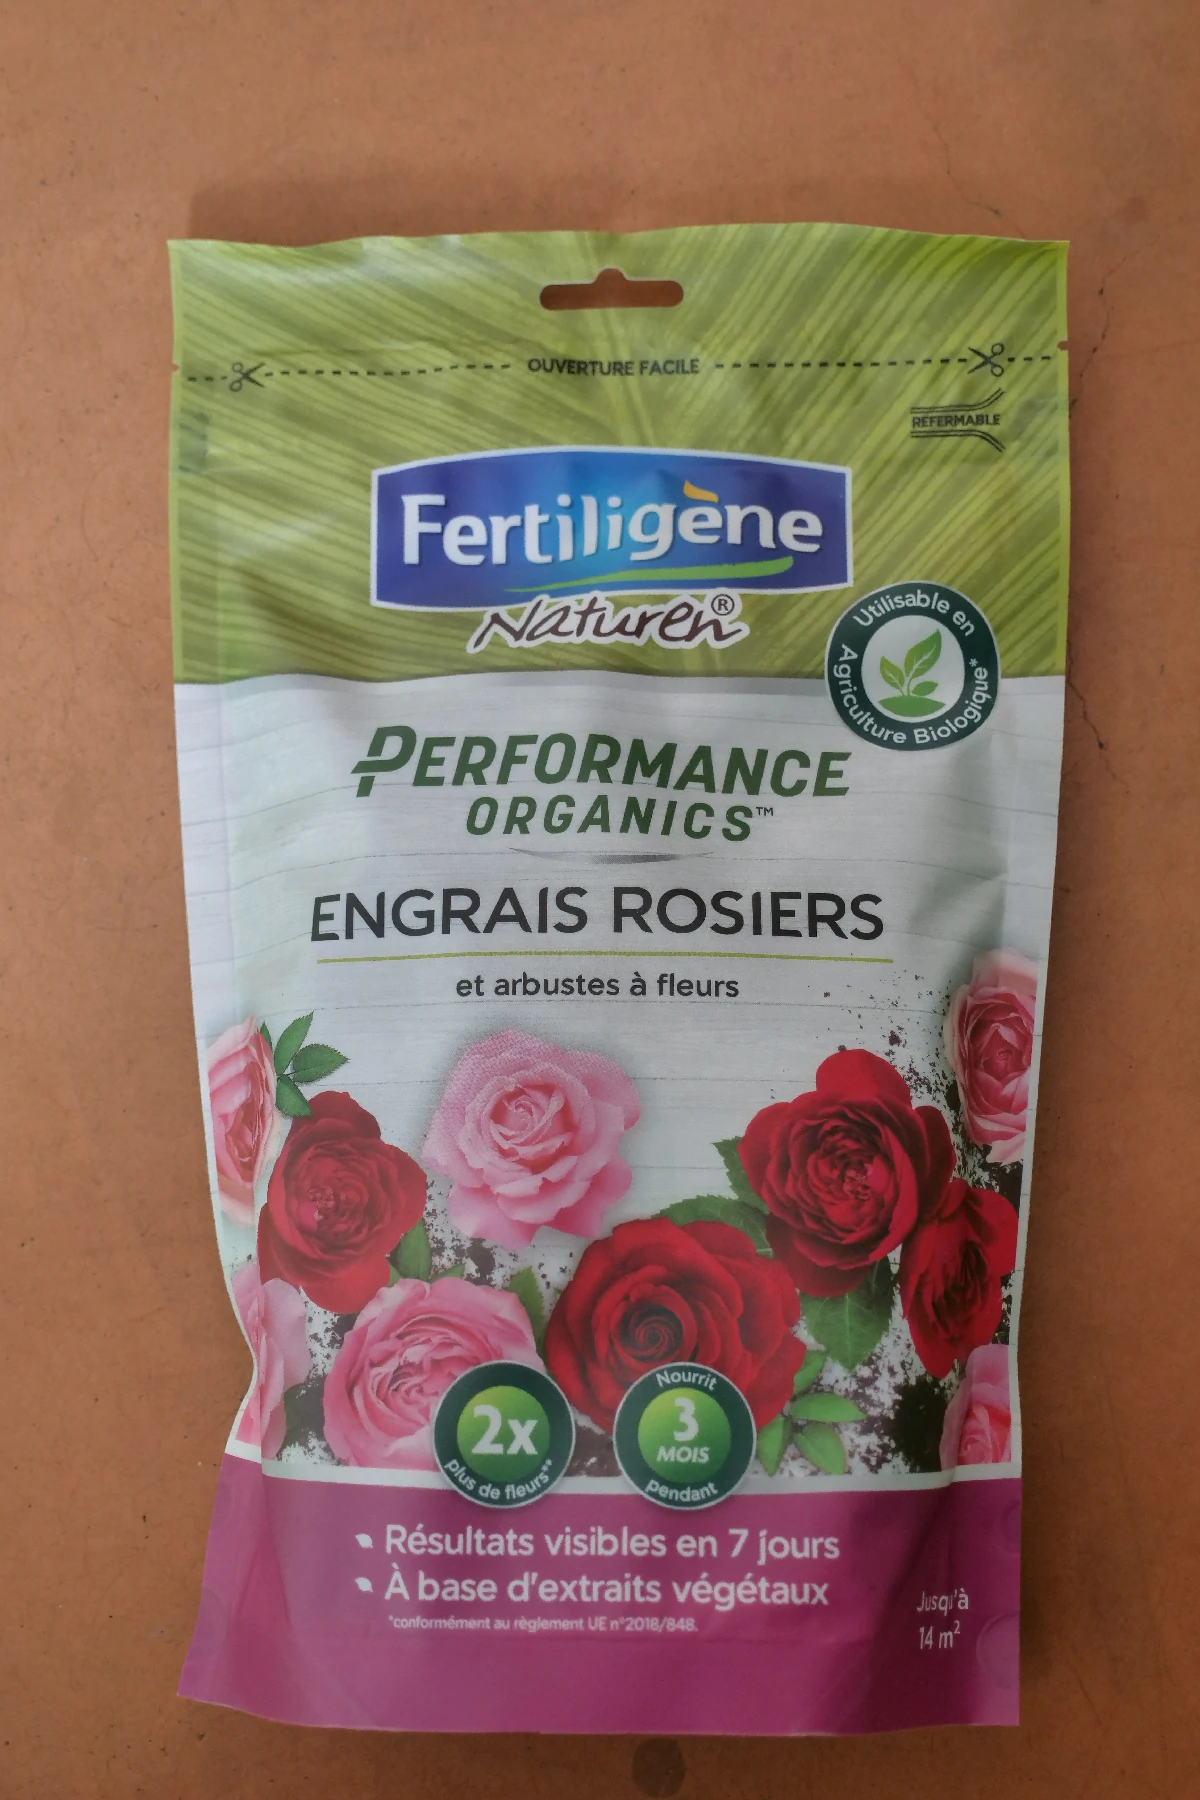 OUVERTURE FACILE
REFERMABLE
Fertiligène
Naturen®
Utilisable en
Agriculture Biologique*
PERFORMANCE
ORGANICS™
ENGRAIS ROSIERS
et arbustes à fleurs
2x
plus de fleurs**
Nourrit
3
MOIS
pendant
Résultats visibles en 7 jours
À base d'extraits végétaux
*conformément au règlement UE n°2018/848.
Jusqu'à
14 m²